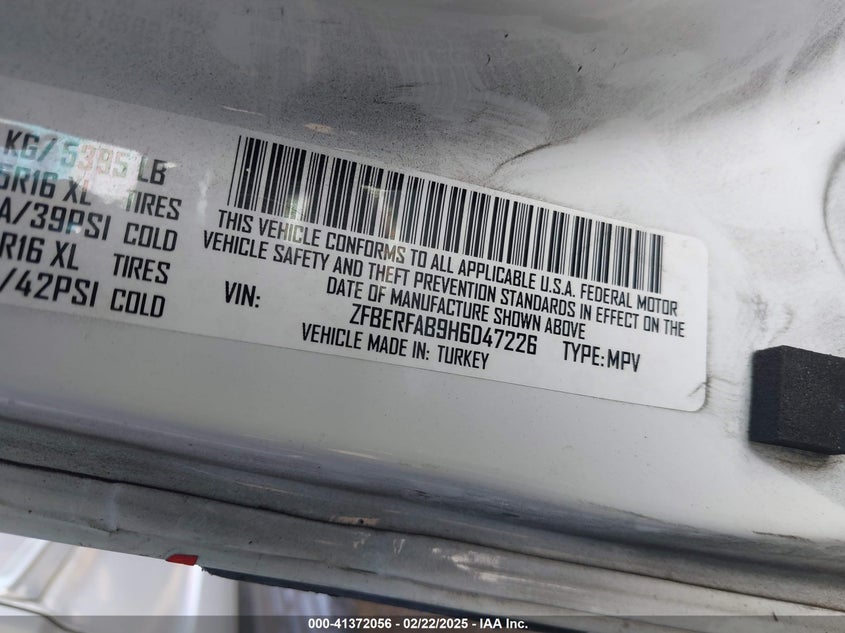 KG/ 5395 LB
5R16 XL TIRES
A/39PSI COLD
R16 XL TIRES
/42PSI COLD
THIS VEHICLE CONFORMS TO ALL APPLICABLE U.S.A. FEDERAL MOTOR
VEHICLE SAFETY AND THEFT PREVENTION STANDARDS IN EFFECT ON THE
DATE OF MANUFACTURE SHOWN ABOVE
VIN: ZFBERFAB9H6D47226 TYPE: MPV
VEHICLE MADE IN: TURKEY
000-41372056 — 02/22/2025 — IAA Inc.